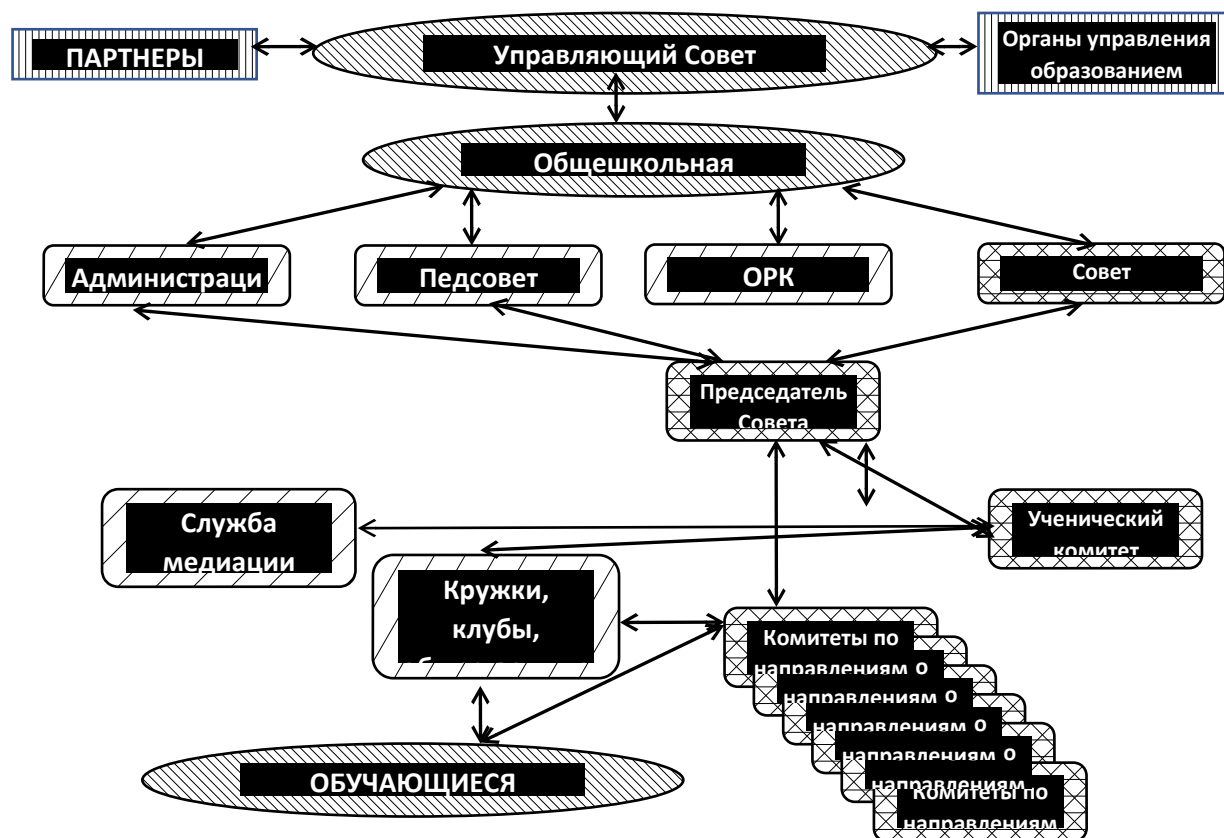 ПАРТНЕРЫ
Управляющий Совет
Органы управления
образованием
Общешкольная
Администраци
Педсовет
ОРК
Совет
Председатель
Совета
Служба
медиации
Ученический
комитет
Кружки,
клубы,
Комитеты по
направлениям
о
направлениям
о
направлениям
о
направлениям
о
направлениям
Комитеты по
направлениям
ОБУЧАЮЩИЕСЯ